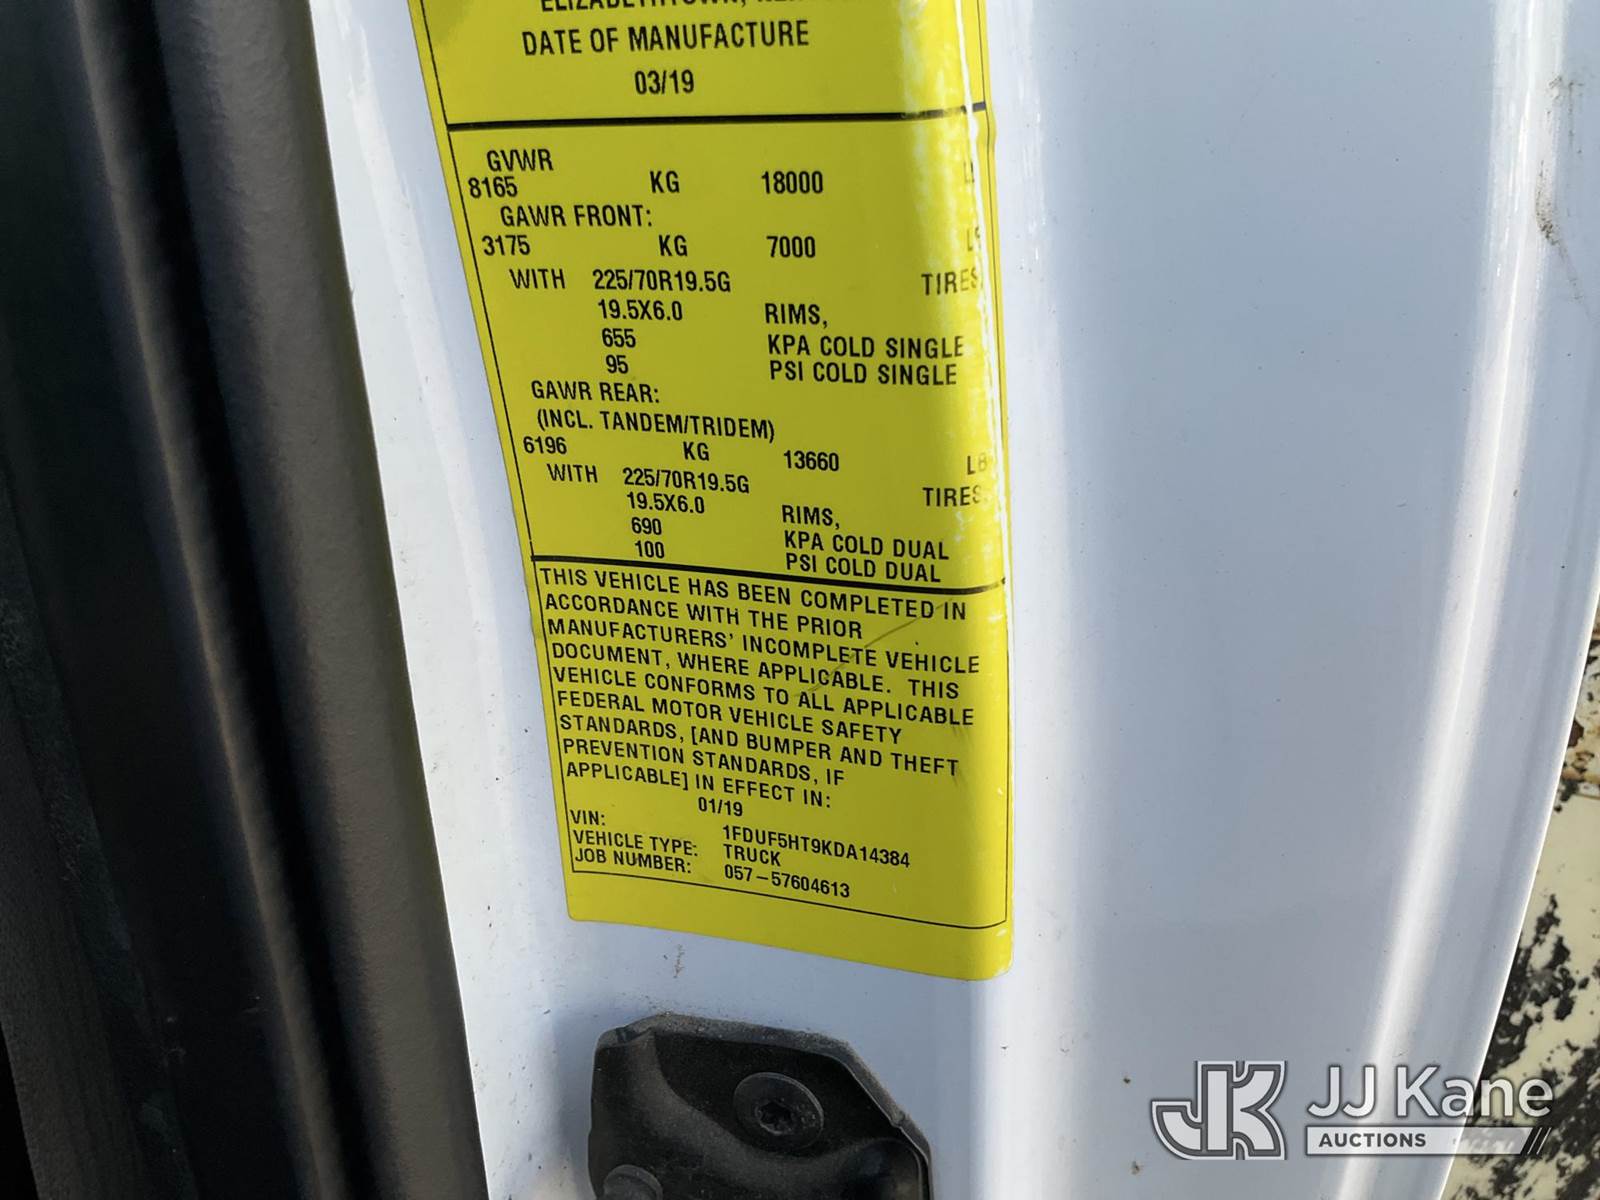 ELIZABETHTOWN,
DATE OF MANUFACTURE
03/19
GVWR
8165 KG 18000
GAWR FRONT:
3175 KG 7000
WITH 225/70R19.5G TIRES,
19.5X6.0 RIMS,
655 KPA COLD SINGLE
95 PSI COLD SINGLE
GAWR REAR:
(INCL. TANDEM/TRIDEM)
6196 KG 13660 LB
WITH 225/70R19.5G TIRES,
19.5X6.0 RIMS,
690 KPA COLD DUAL
100 PSI COLD DUAL
THIS VEHICLE HAS BEEN COMPLETED IN
ACCORDANCE WITH THE PRIOR
MANUFACTURERS' INCOMPLETE VEHICLE
DOCUMENT, WHERE APPLICABLE. THIS
VEHICLE CONFORMS TO ALL APPLICABLE
FEDERAL MOTOR VEHICLE SAFETY
STANDARDS, [AND BUMPER AND THEFT
PREVENTION STANDARDS, IF
APPLICABLE] IN EFFECT IN:
01/19
VIN: 1FDUF5HT9KDA14384
VEHICLE TYPE: TRUCK
JOB NUMBER: 057-57604613
JK JJ Kane
AUCTIONS